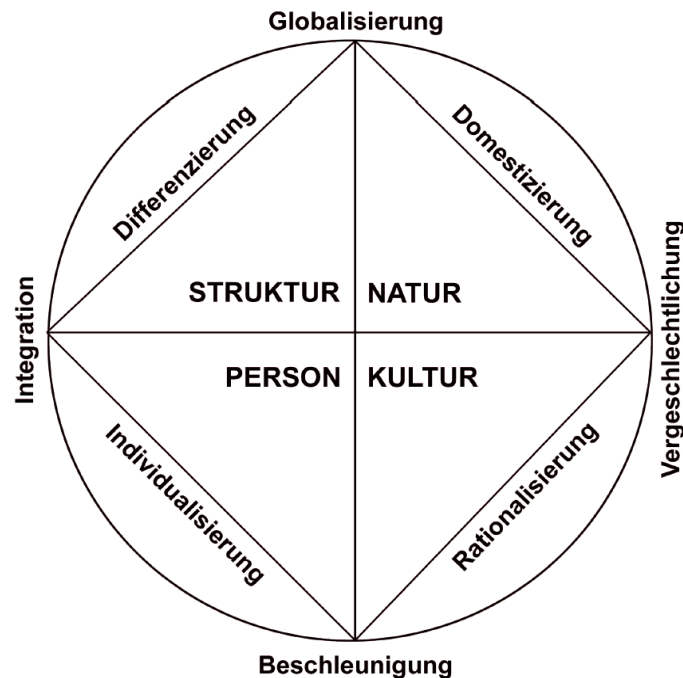 Globalisierung
Differenzierung
Domestizierung
STRUKTUR
NATUR
Integration
Vergeschlechtlichung
PERSON
KULTUR
Individualisierung
Rationalisierung
Beschleunigung